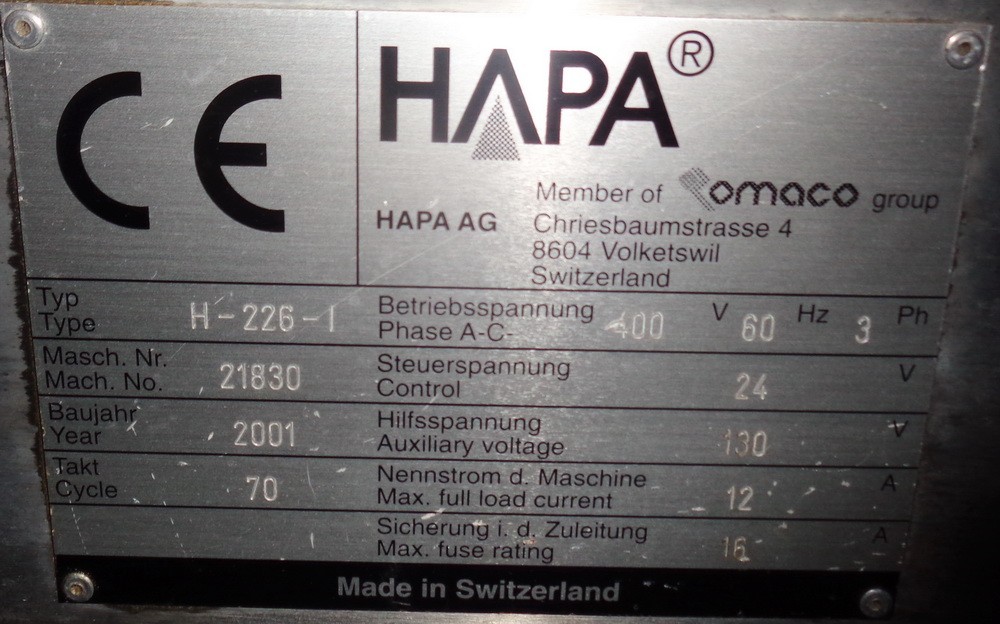 CE
HAPA®
Member of omaco group
HAPA AG Chriesbaumstrasse 4
8604 Volketswil
Switzerland
Typ
Type H-226-I
Betriebsspannung
Phase A-C- 400 V 60 Hz 3 Ph
Masch. Nr.
Mach. No. 21830
Steuerspannung
Control 24 V
Baujahr
Year 2001
Hilfsspannung
Auxiliary voltage 130 V
Takt
Cycle 70
Nennstrom d. Maschine
Max. full load current 12 A
Sicherung i. d. Zuleitung
Max. fuse rating 16 A
Made in Switzerland